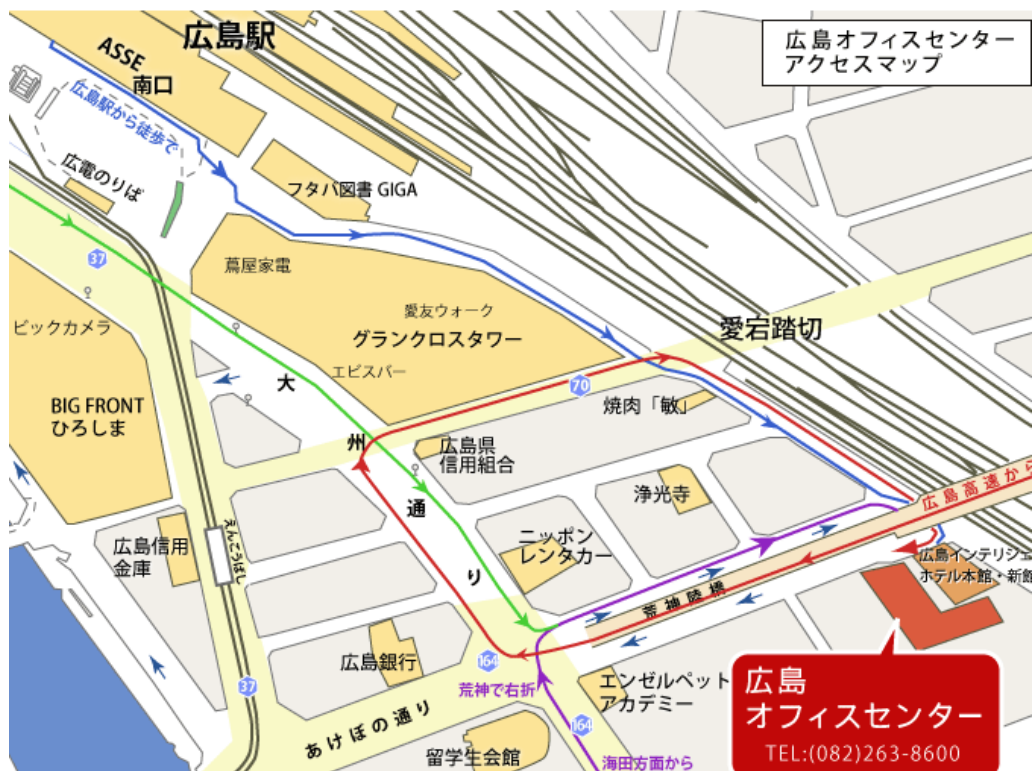 広島駅
広島オフィスセンター
アクセスマップ
ASSE
南口
広島駅から徒歩で
広電のりば
フタバ図書 GIGA
37
蔦屋家電
ビックカメラ
愛友ウォーク
グランクロスタワー
愛宕踏切
エビスバー
大
70
BIG FRONT
ひろしま
焼肉「敏」
州
広島県
信用組合
浄光寺
広島高速から
通
えんこうばし
広島信用
金庫
ニッポン
レンタカー
広島インテリジェ
ホテル本館・新館
り
荒神陸橋
広島銀行
164
荒神で右折
エンゼルペット
アカデミー
37
164
あけぼの通り
留学生会館
海田方面から
広島
オフィスセンター
TEL:(082)263-8600